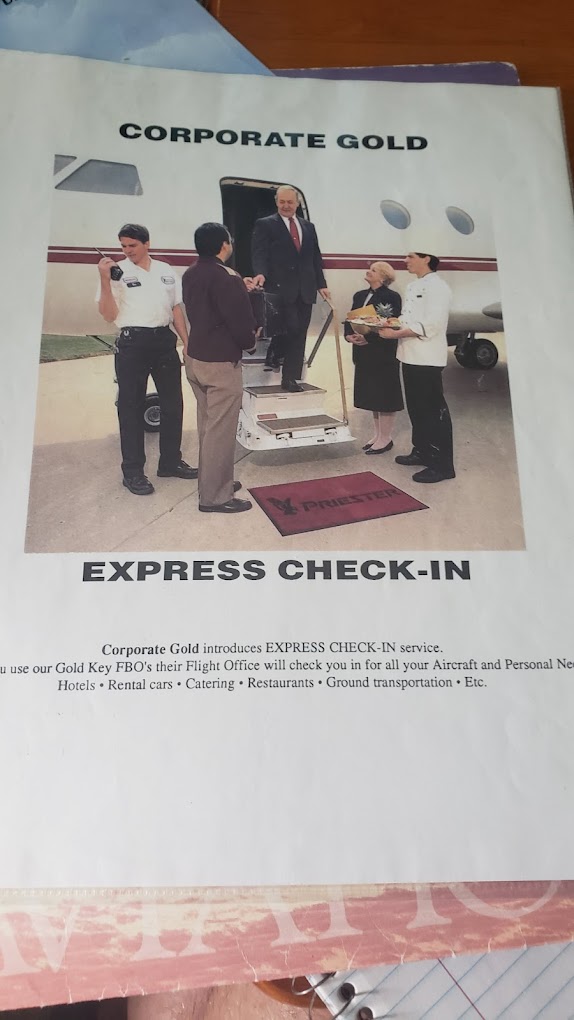 CORPORATE GOLD
PRIESTER
EXPRESS CHECK-IN
Corporate Gold introduces EXPRESS CHECK-IN service.
use our Gold Key FBO's their Flight Office will check you in for all your Aircraft and Personal
Hotels • Rental cars • Catering • Restaurants • Ground transportation • Etc.